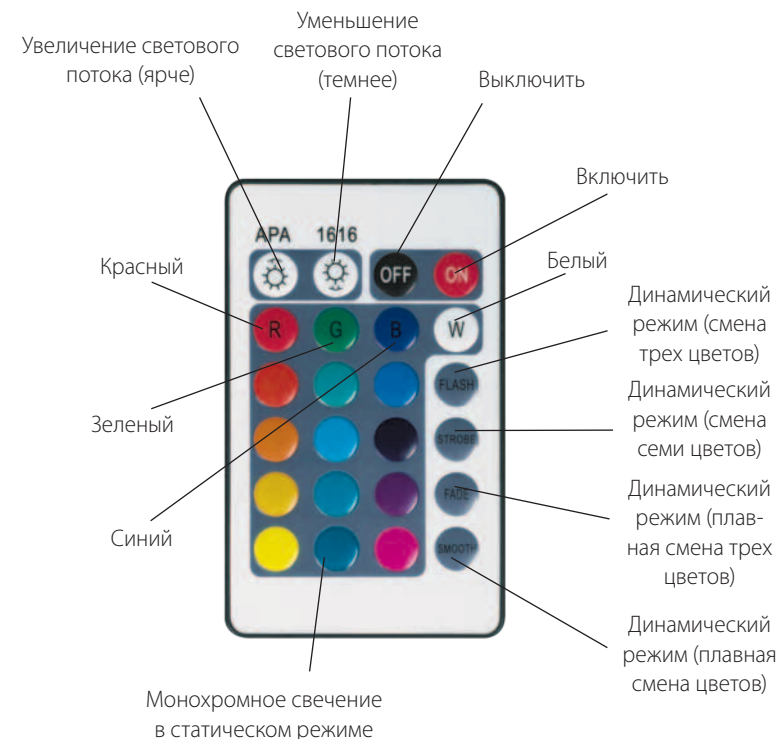 Уменьшение
светового потока
(темнее)
Увеличение светового
потока (ярче)
Выключить
Включить
APA 1616
OFF ON
Красный
Белый
R G B W
Динамический
режим (смена
трех цветов)
FLASH
Зеленый
Динамический
режим (смена
семи цветов)
STROBE
Динамический
режим (плав-
ная смена трех
цветов)
FADE
Синий
SMOOTH
Динамический
режим (плавная
смена цветов)
Монохромное свечение
в статическом режиме